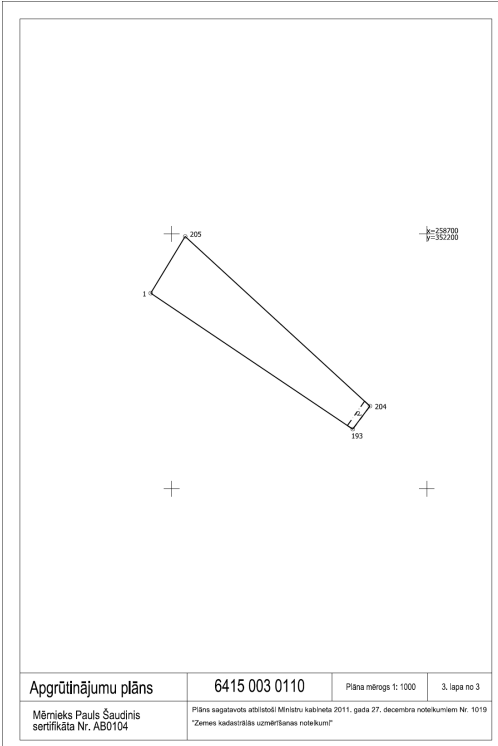 205
x=258700
y=352200
1
204
2
193
Apgrūtinājumu plāns
6415 003 0110
Plāna mērogs 1: 1000
3. lapa no 3
Mērnieks Pauls Šaudinis
sertifikāta Nr. AB0104
Plāns sagatavots atbilstoši Ministru kabineta 2011. gada 27. decembra noteikumiem Nr. 1019
"Zemes kadastrālās uzmērīšanas noteikumi"